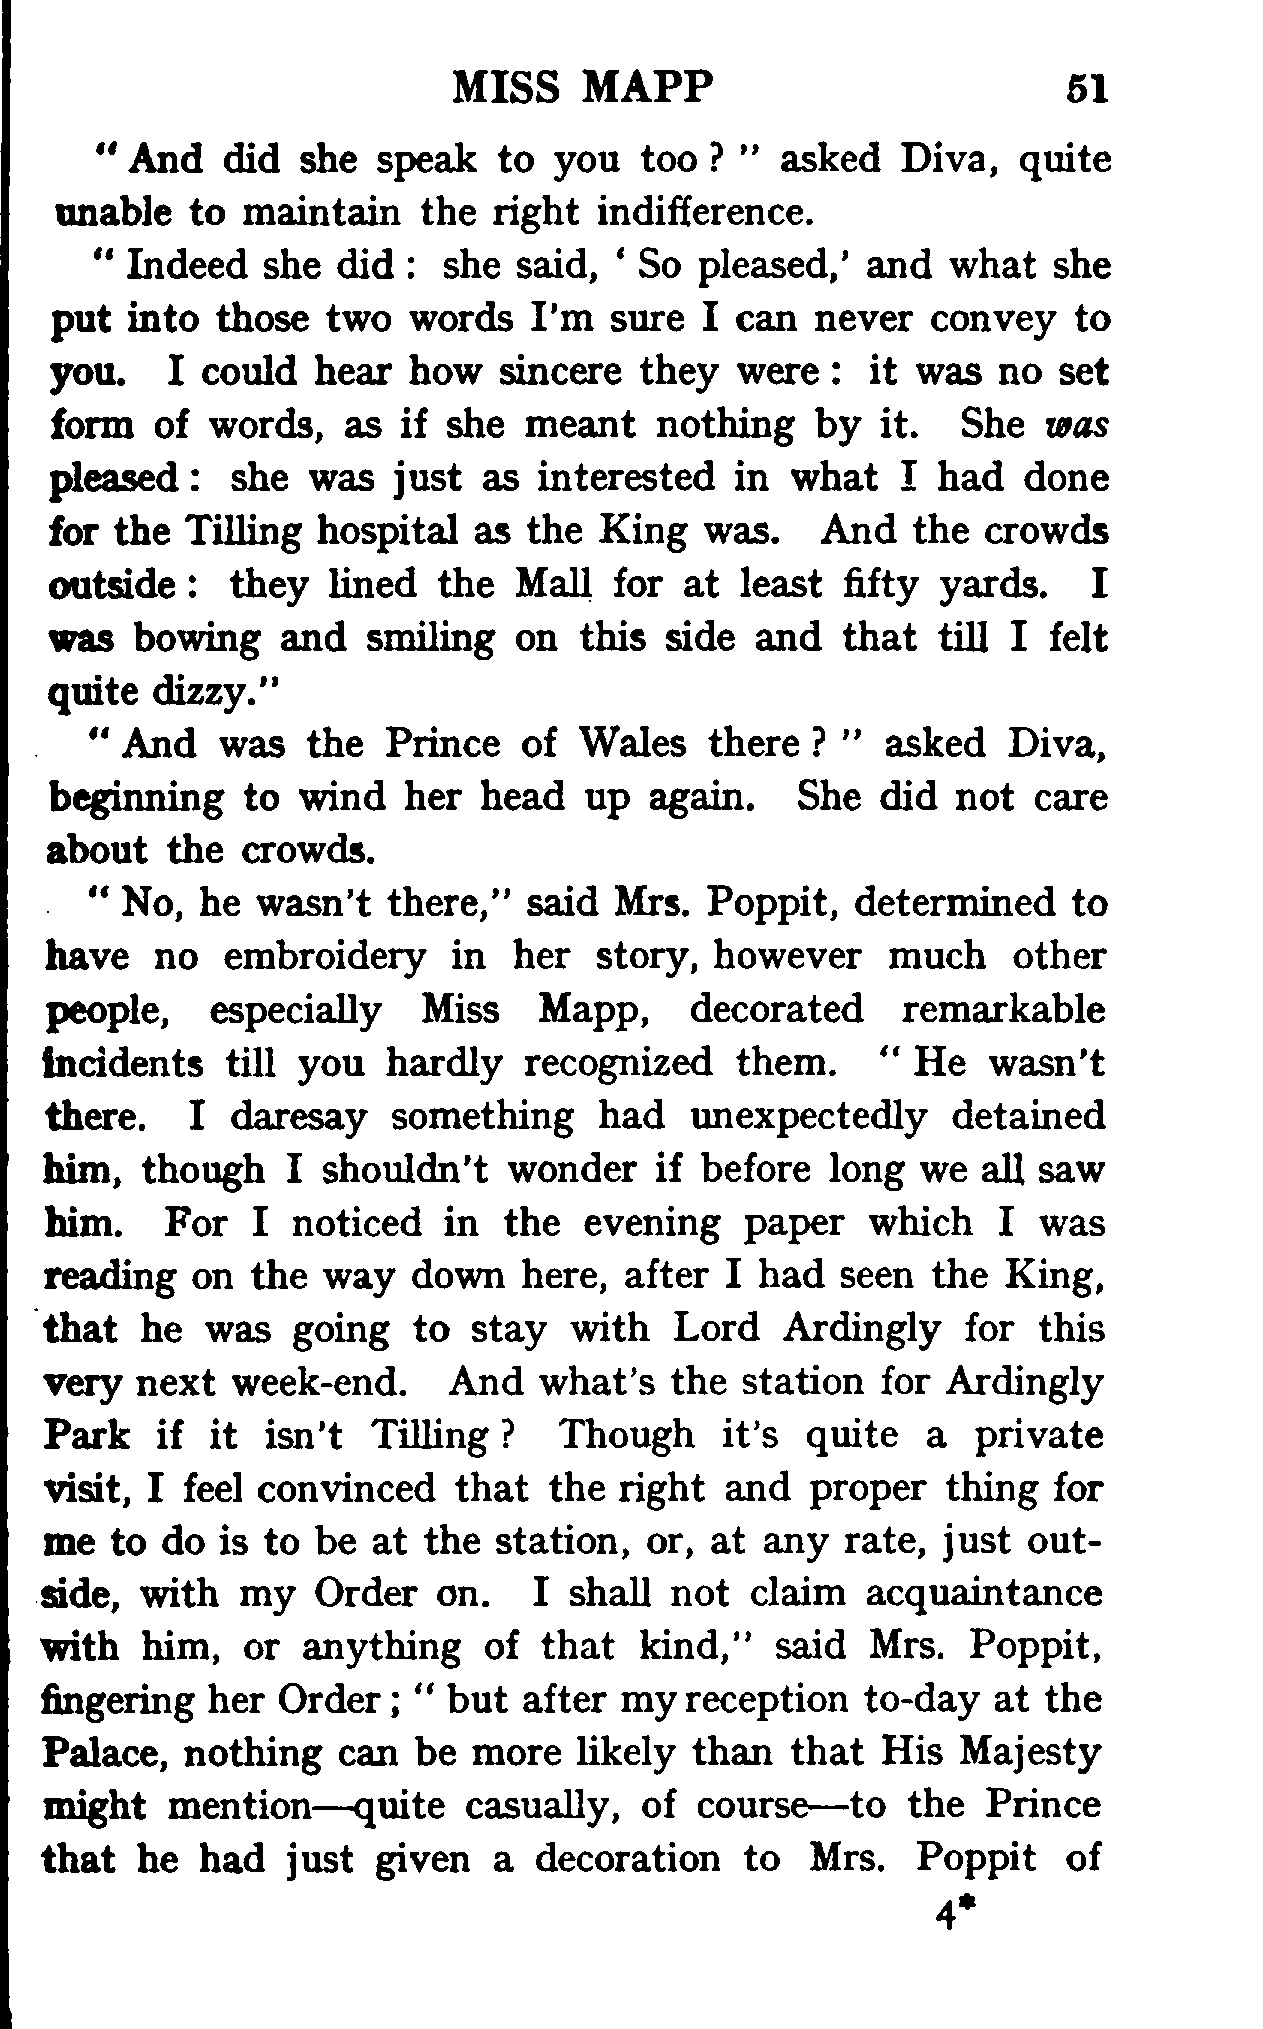 MISS MAPP 51
“ And did she speak to you too ? ” asked Diva, quite
unable to maintain the right indifference.
“ Indeed she did : she said, ‘ So pleased,’ and what she
put into those two words I’m sure I can never convey to
you. I could hear how sincere they were : it was no set
form of words, as if she meant nothing by it. She was
pleased : she was just as interested in what I had done
for the Tilling hospital as the King was. And the crowds
outside : they lined the Mall for at least fifty yards. I
was bowing and smiling on this side and that till I felt
quite dizzy.”
“ And was the Prince of Wales there ? ” asked Diva,
beginning to wind her head up again. She did not care
about the crowds.
“ No, he wasn’t there,” said Mrs. Poppit, determined to
have no embroidery in her story, however much other
people, especially Miss Mapp, decorated remarkable
incidents till you hardly recognized them. “ He wasn’t
there. I daresay something had unexpectedly detained
him, though I shouldn’t wonder if before long we all saw
him. For I noticed in the evening paper which I was
reading on the way down here, after I had seen the King,
that he was going to stay with Lord Ardingly for this
very next week-end. And what’s the station for Ardingly
Park if it isn’t Tilling ? Though it’s quite a private
visit, I feel convinced that the right and proper thing for
me to do is to be at the station, or, at any rate, just out-
side, with my Order on. I shall not claim acquaintance
with him, or anything of that kind,” said Mrs. Poppit,
fingering her Order ; “ but after my reception to-day at the
Palace, nothing can be more likely than that His Majesty
might mention—quite casually, of course—to the Prince
that he had just given a decoration to Mrs. Poppit of
4*